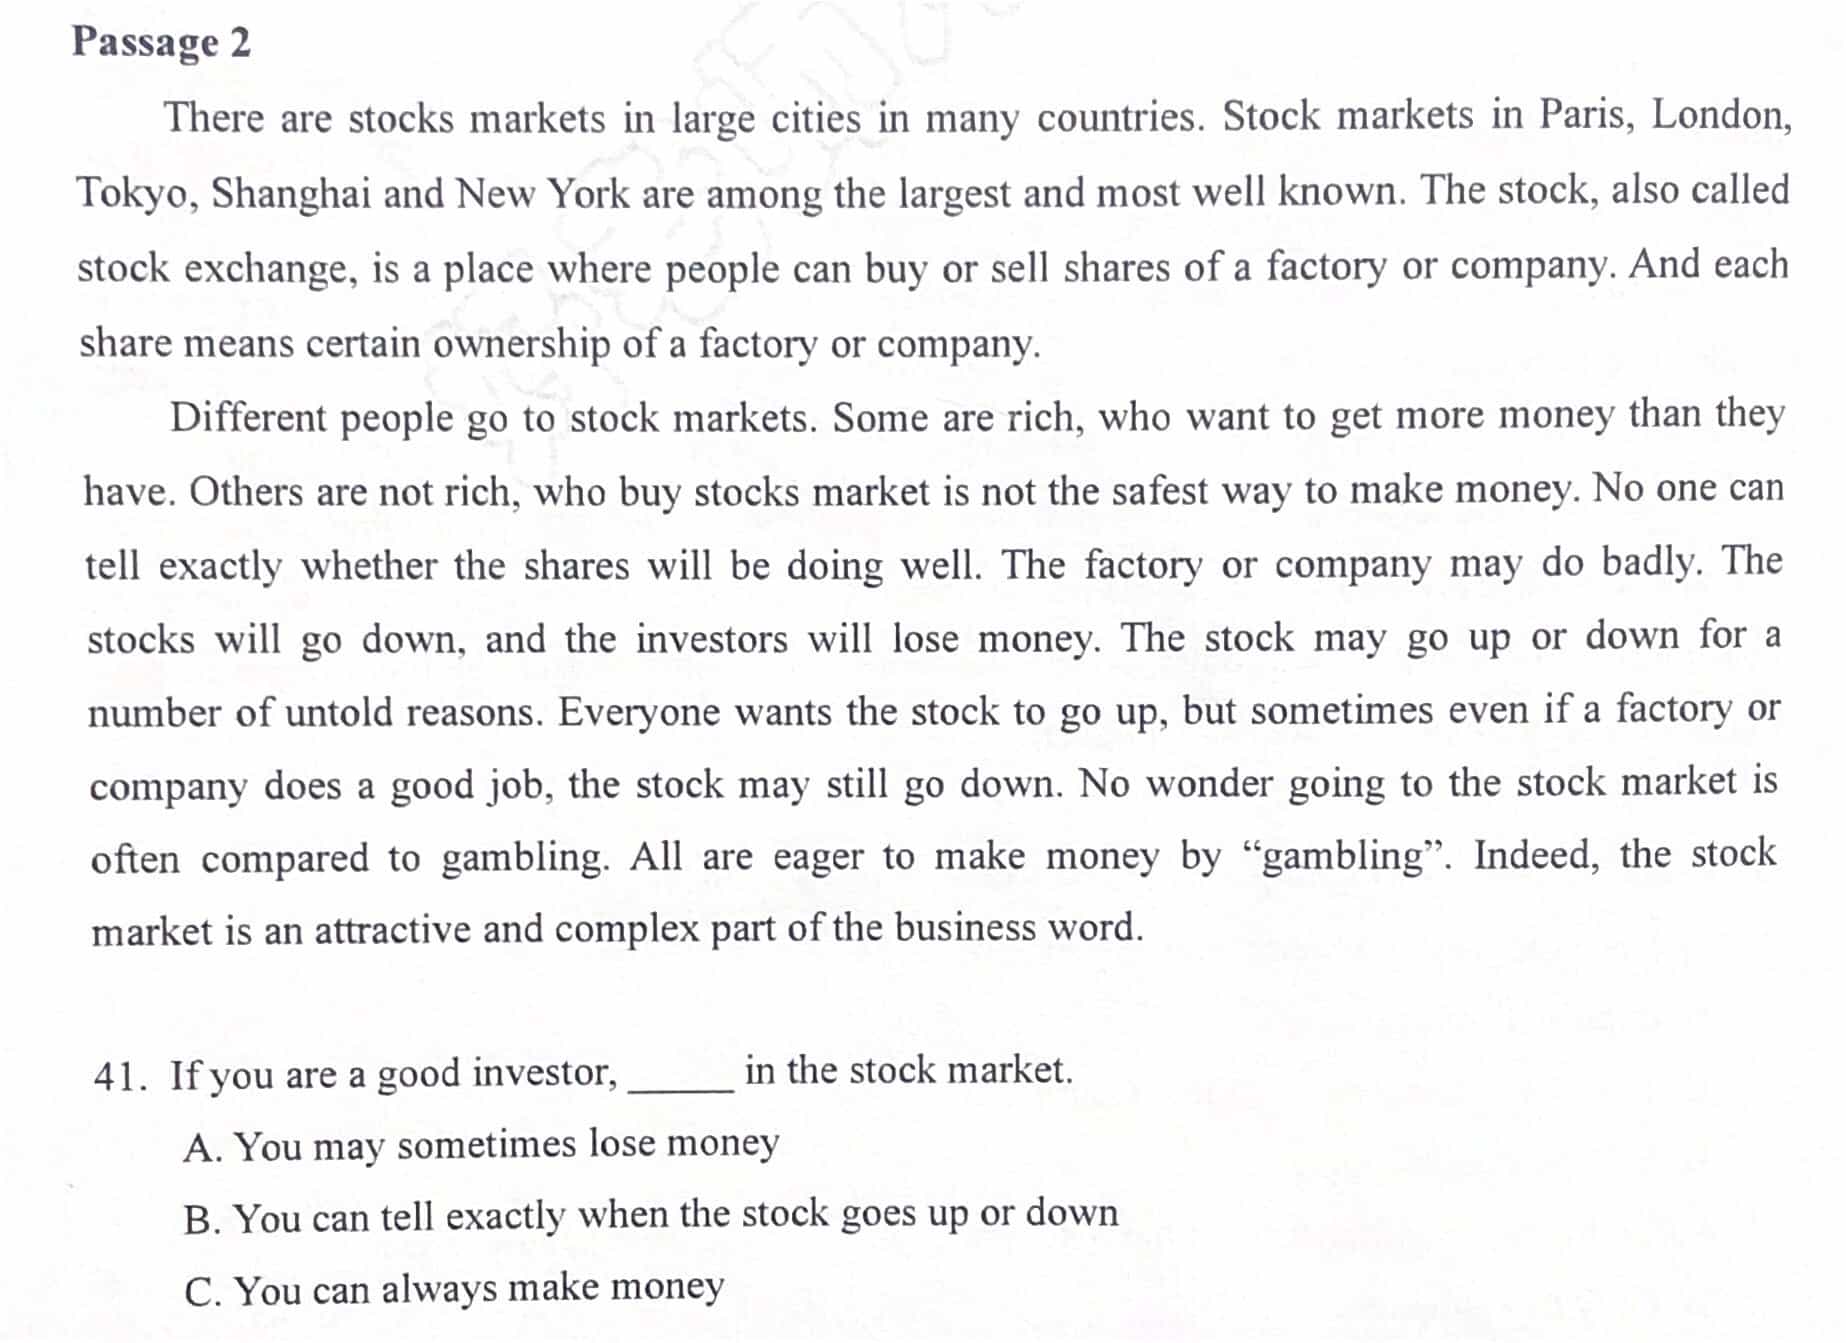 Passage 2
There are stocks markets in large cities in many countries. Stock markets in Paris, London,
Tokyo, Shanghai and New York are among the largest and most well known. The stock, also called
stock exchange, is a place where people can buy or sell shares of a factory or company. And each
share means certain ownership of a factory or company.
Different people go to stock markets. Some are rich, who want to get more money than they
have. Others are not rich, who buy stocks market is not the safest way to make money. No one can
tell exactly whether the shares will be doing well. The factory or company may do badly. The
stocks will go down, and the investors will lose money. The stock may go up or down for a
number of untold reasons. Everyone wants the stock to go up, but sometimes even if a factory or
company does a good job, the stock may still go down. No wonder going to the stock market is
often compared to gambling. All are eager to make money by “gambling”. Indeed, the stock
market is an attractive and complex part of the business word.
41. If you are a good investor, _____ in the stock market.
A. You may sometimes lose money
B. You can tell exactly when the stock goes up or down
C. You can always make money